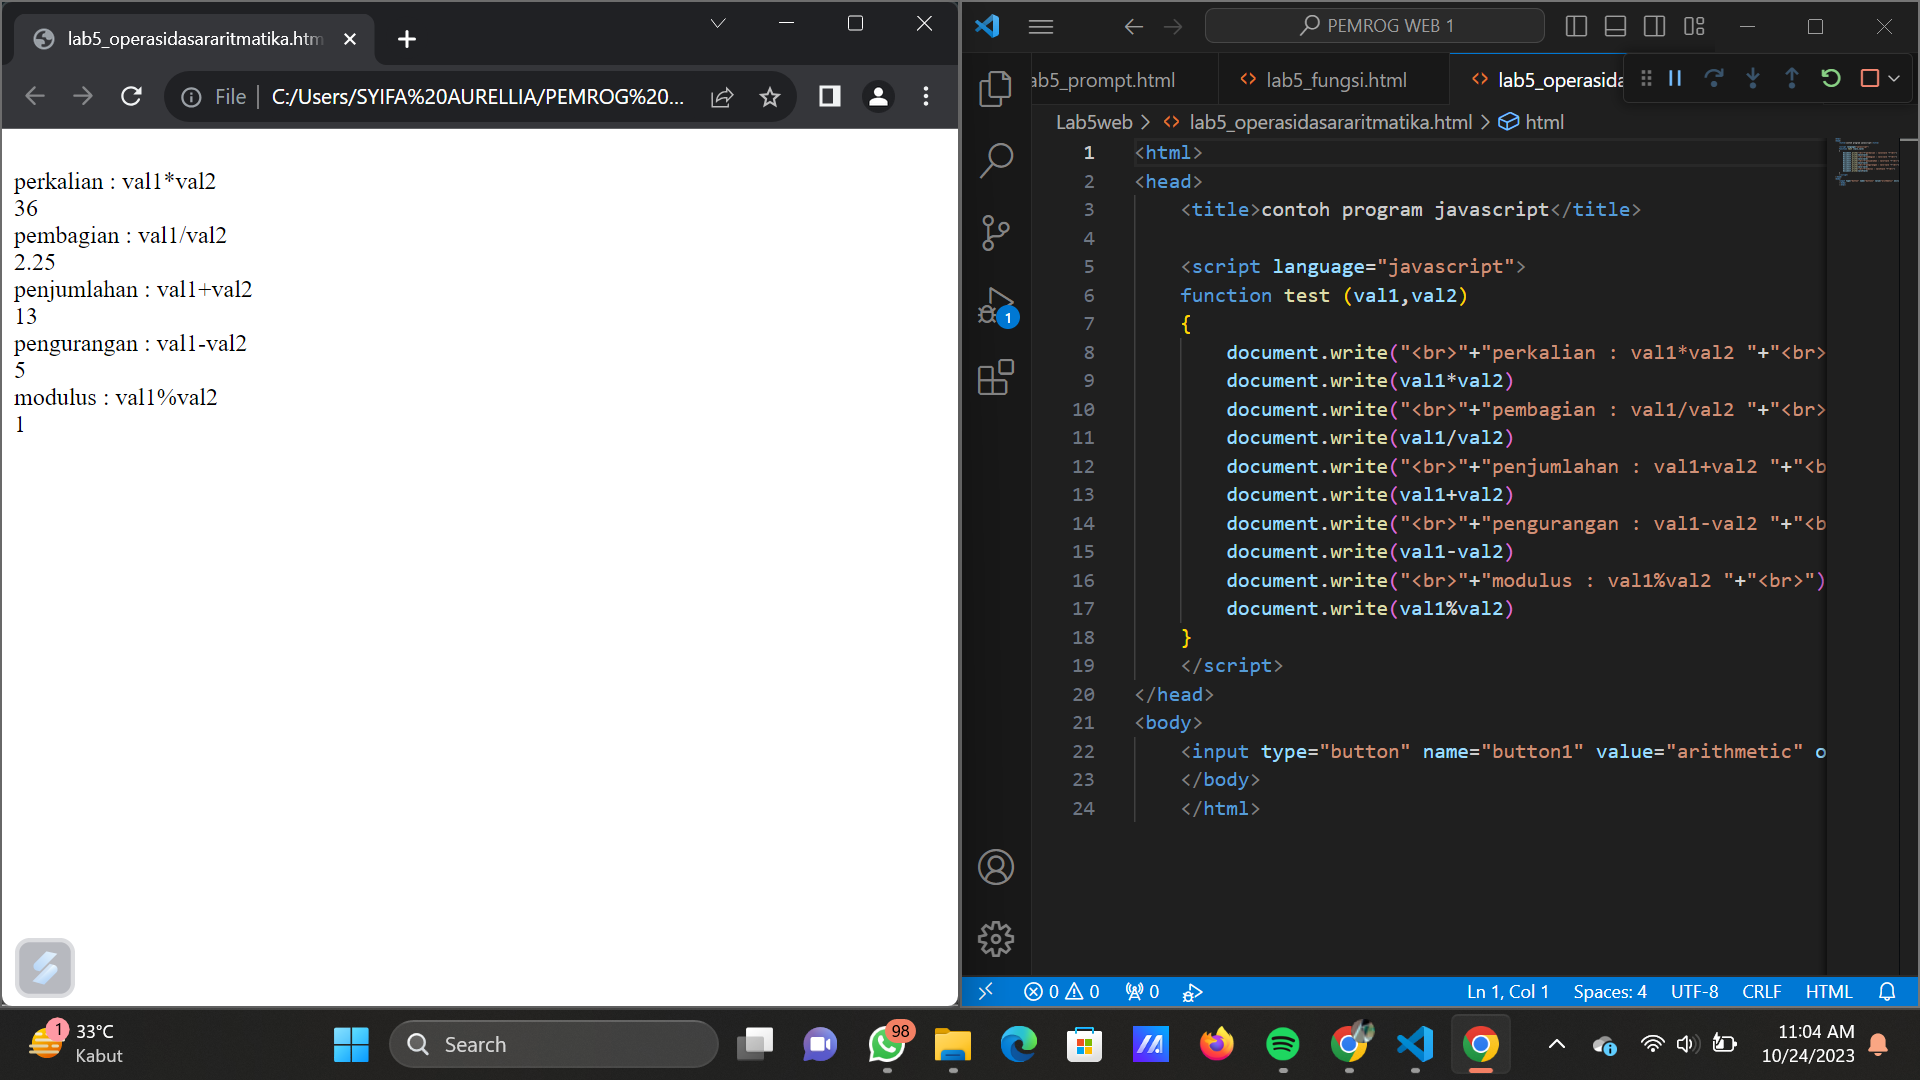 lab5_operasidasararitmatika.htm
File
C:/Users/SYIFA%20AURELLIA/PEMROG%20...
perkalian : val1*val2
36
pembagian : val1/val2
2.25
penjumlahan : val1+val2
13
pengurangan : val1-val2
5
modulus : val1%val2
1
PEMROG WEB 1
ab5_prompt.html
lab5_fungsi.html
lab5_operasida
Lab5web > lab5_operasidasararitmatika.html > html
1 <html>
2 <head>
3 <title>contoh program javascript</title>
4
5 <script language="javascript">
6 function test (val1,val2)
7 {
8 document.write("<br>"+"perkalian : val1*val2 "+"<br>
9 document.write(val1*val2)
10 document.write("<br>"+"pembagian : val1/val2 "+"<br>
11 document.write(val1/val2)
12 document.write("<br>"+"penjumlahan : val1+val2 "+"<b
13 document.write(val1+val2)
14 document.write("<br>"+"pengurangan : val1-val2 "+"<b
15 document.write(val1-val2)
16 document.write("<br>"+"modulus : val1%val2 "+"<br>")
17 document.write(val1%val2)
18 }
19 </script>
20 </head>
21 <body>
22 <input type="button" name="button1" value="arithmetic" o
23 </body>
24 </html>
1
0 0 0
Ln 1, Col 1 Spaces: 4 UTF-8 CRLF HTML
1
33°C
Kabut
Search
98
11:04 AM
10/24/2023